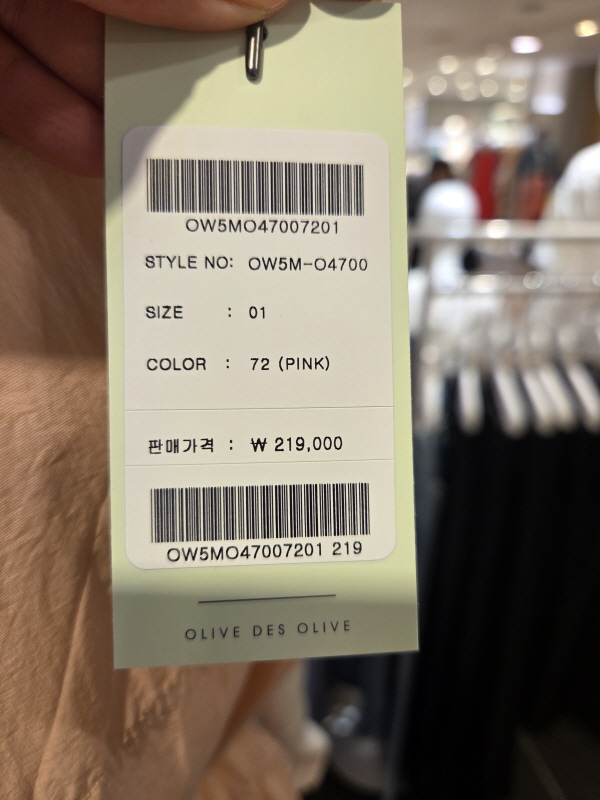 OW5MO47007201
STYLE NO: OW5M-O4700
SIZE : 01
COLOR : 72 (PINK)
판매가격 : ₩ 219,000
OW5MO47007201 219
OLIVE DES OLIVE